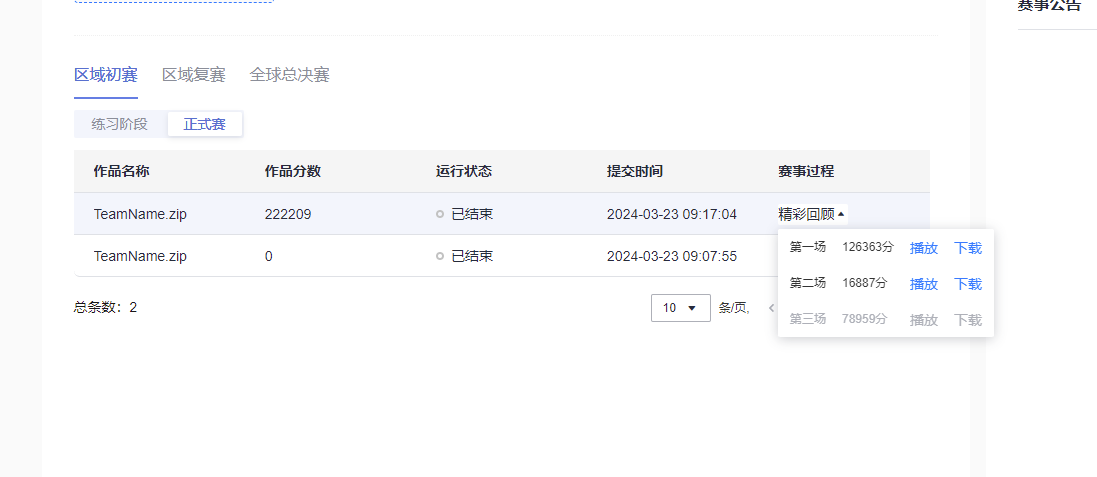 赛事公告
区域初赛 区域复赛 全球总决赛
练习阶段 正式赛
作品名称 作品分数 运行状态 提交时间 赛事过程
TeamName.zip 222209 已结束 2024-03-23 09:17:04 精彩回顾
TeamName.zip 0 已结束 2024-03-23 09:07:55
第一场 126363分 播放 下载
第二场 16887分 播放 下载
第三场 78959分 播放 下载
总条数：2 10 条/页,